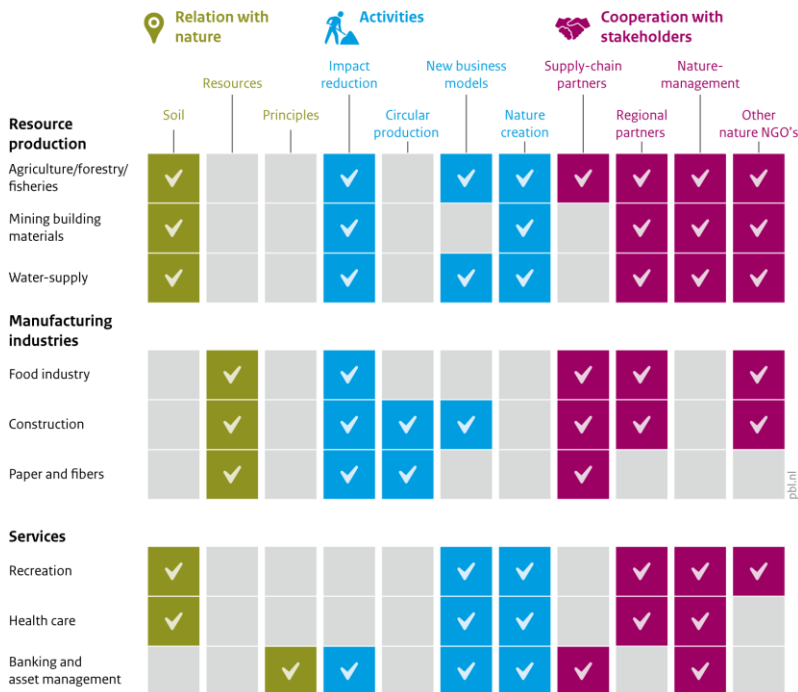 Relation with
nature
Activities
Cooperation with
stakeholders
Impact
reduction
New business
models
Supply-chain
partners
Nature-
management
Resources
Soil
Principles
Circular
production
Nature
creation
Regional
partners
Other
nature NGO's
Resource
production
Agriculture/forestry/
fisheries
Mining building
materials
Water-supply
Manufacturing
industries
Food industry
Construction
Paper and fibers
pbl.nl
Services
Recreation
Health care
Banking and
asset management